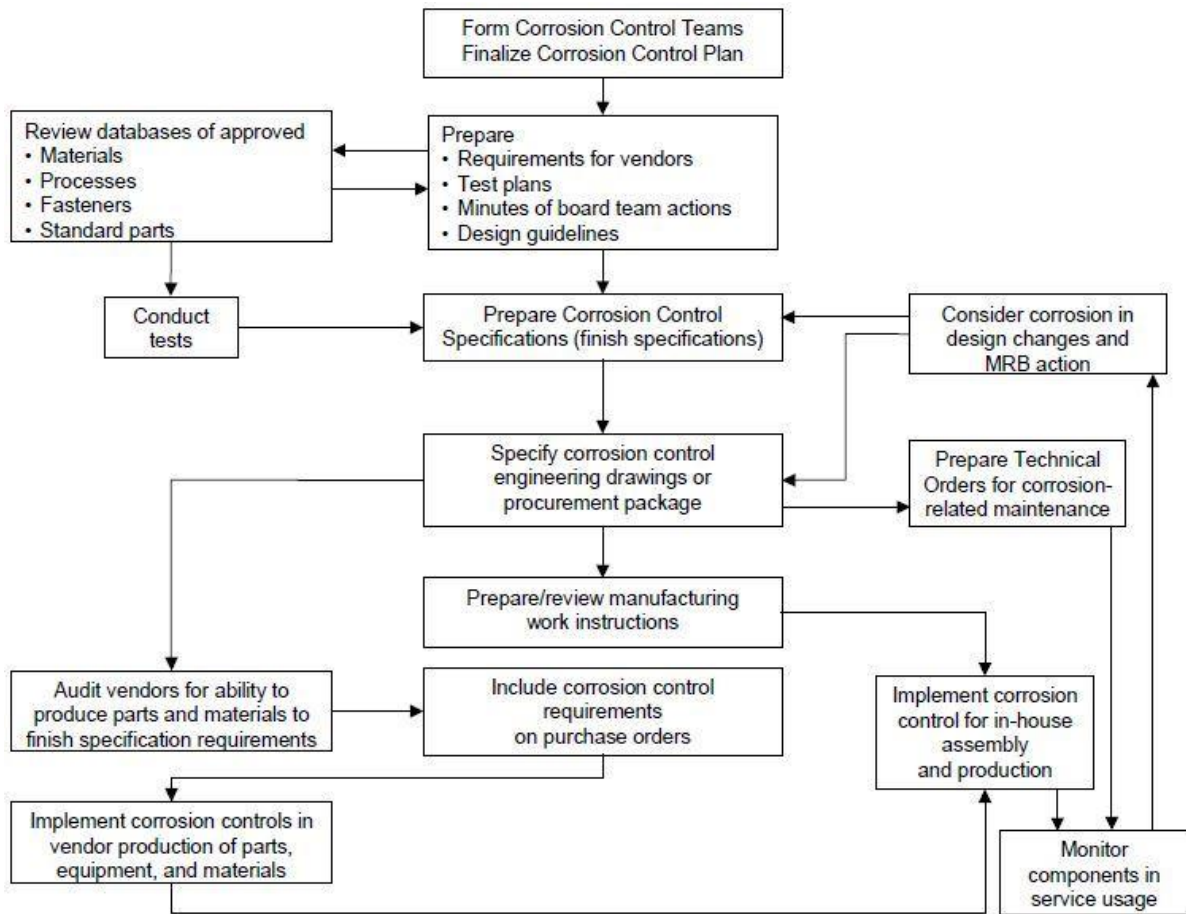 Form Corrosion Control Teams
Finalize Corrosion Control Plan
Review databases of approved
• Materials
• Processes
• Fasteners
• Standard parts
Prepare
• Requirements for vendors
• Test plans
• Minutes of board team actions
• Design guidelines
Conduct
tests
Prepare Corrosion Control
Specifications (finish specifications)
Consider corrosion in
design changes and
MRB action
Specify corrosion control
engineering drawings or
procurement package
Prepare Technical
Orders for corrosion-
related maintenance
Prepare/review manufacturing
work instructions
Audit vendors for ability to
produce parts and materials to
finish specification requirements
Include corrosion control
requirements
on purchase orders
Implement corrosion
control for in-house
assembly
and production
Implement corrosion controls in
vendor production of parts,
equipment, and materials
Monitor
components in
service usage